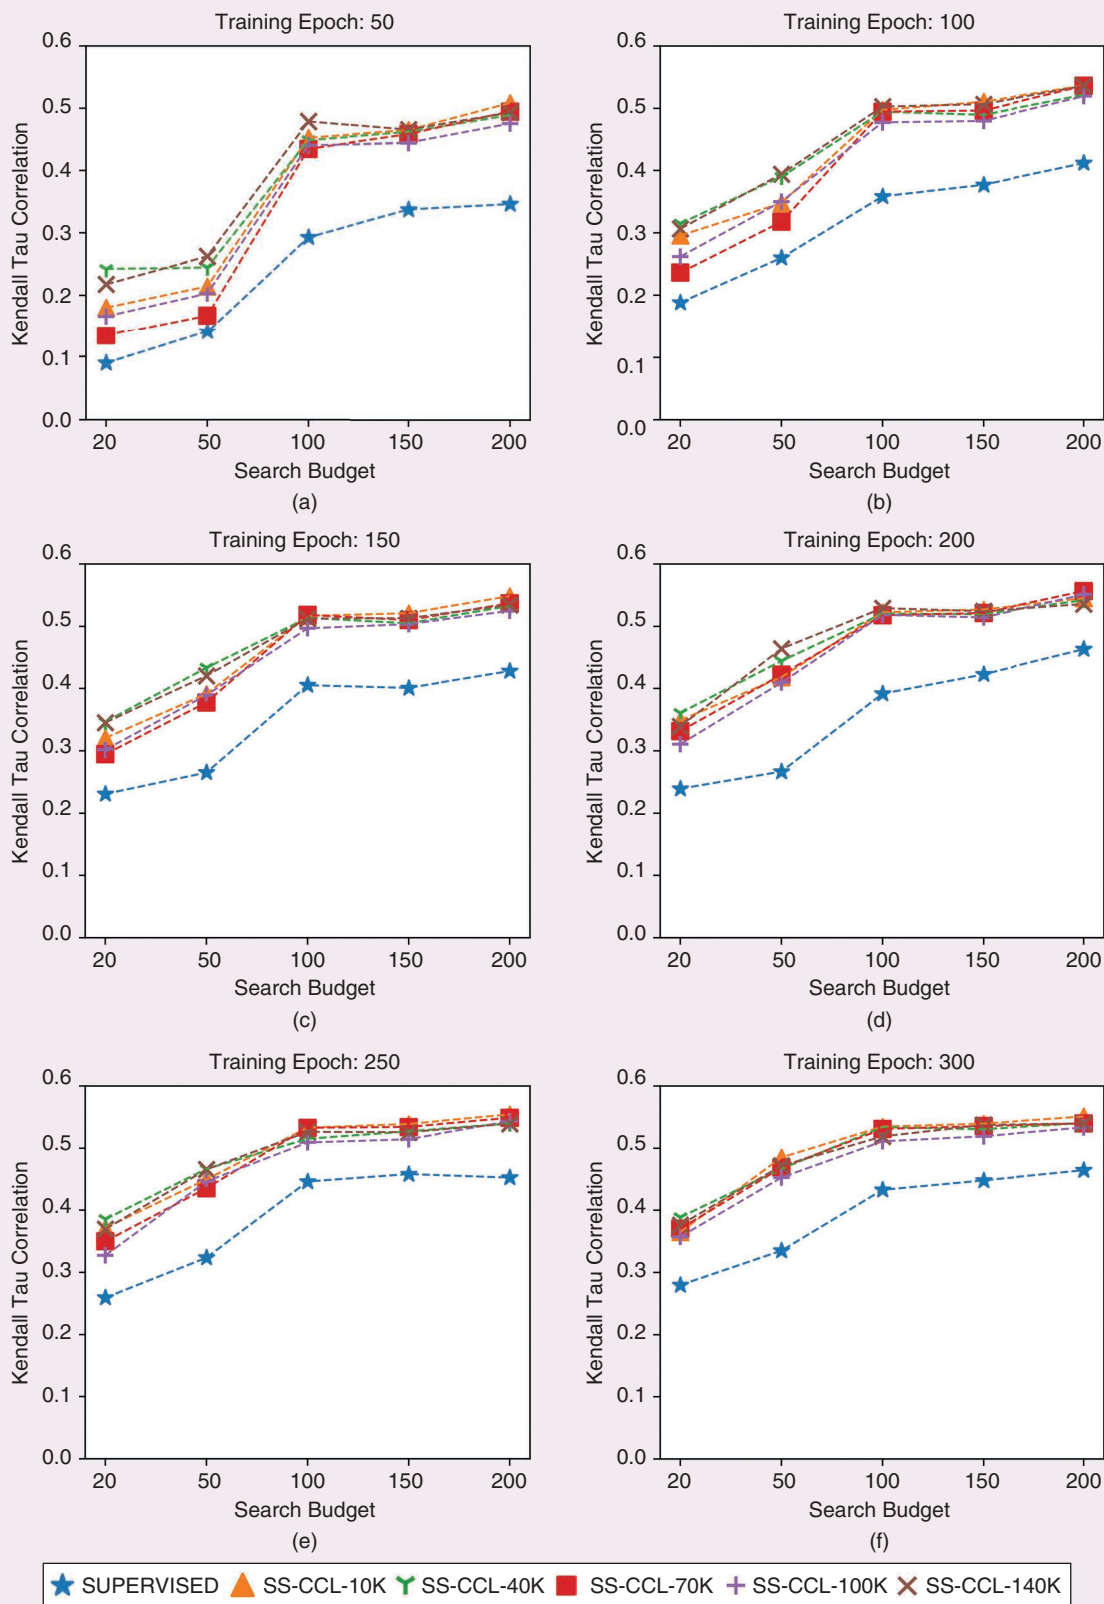 Training Epoch: 50
0.6
0.5
0.4
0.3
0.2
0.1
0.0
Kendall Tau Correlation
20 50 100 150 200
Search Budget
(a)
Training Epoch: 100
0.6
0.5
0.4
0.3
0.2
0.1
0.0
Kendall Tau Correlation
20 50 100 150 200
Search Budget
(b)
Training Epoch: 150
0.6
0.5
0.4
0.3
0.2
0.1
0.0
Kendall Tau Correlation
20 50 100 150 200
Search Budget
(c)
Training Epoch: 200
0.6
0.5
0.4
0.3
0.2
0.1
0.0
Kendall Tau Correlation
20 50 100 150 200
Search Budget
(d)
Training Epoch: 250
0.6
0.5
0.4
0.3
0.2
0.1
0.0
Kendall Tau Correlation
20 50 100 150 200
Search Budget
(e)
Training Epoch: 300
0.6
0.5
0.4
0.3
0.2
0.1
0.0
Kendall Tau Correlation
20 50 100 150 200
Search Budget
(f)
SUPERVISED SS-CCL-10K SS-CCL-40K SS-CCL-70K SS-CCL-100K SS-CCL-140K